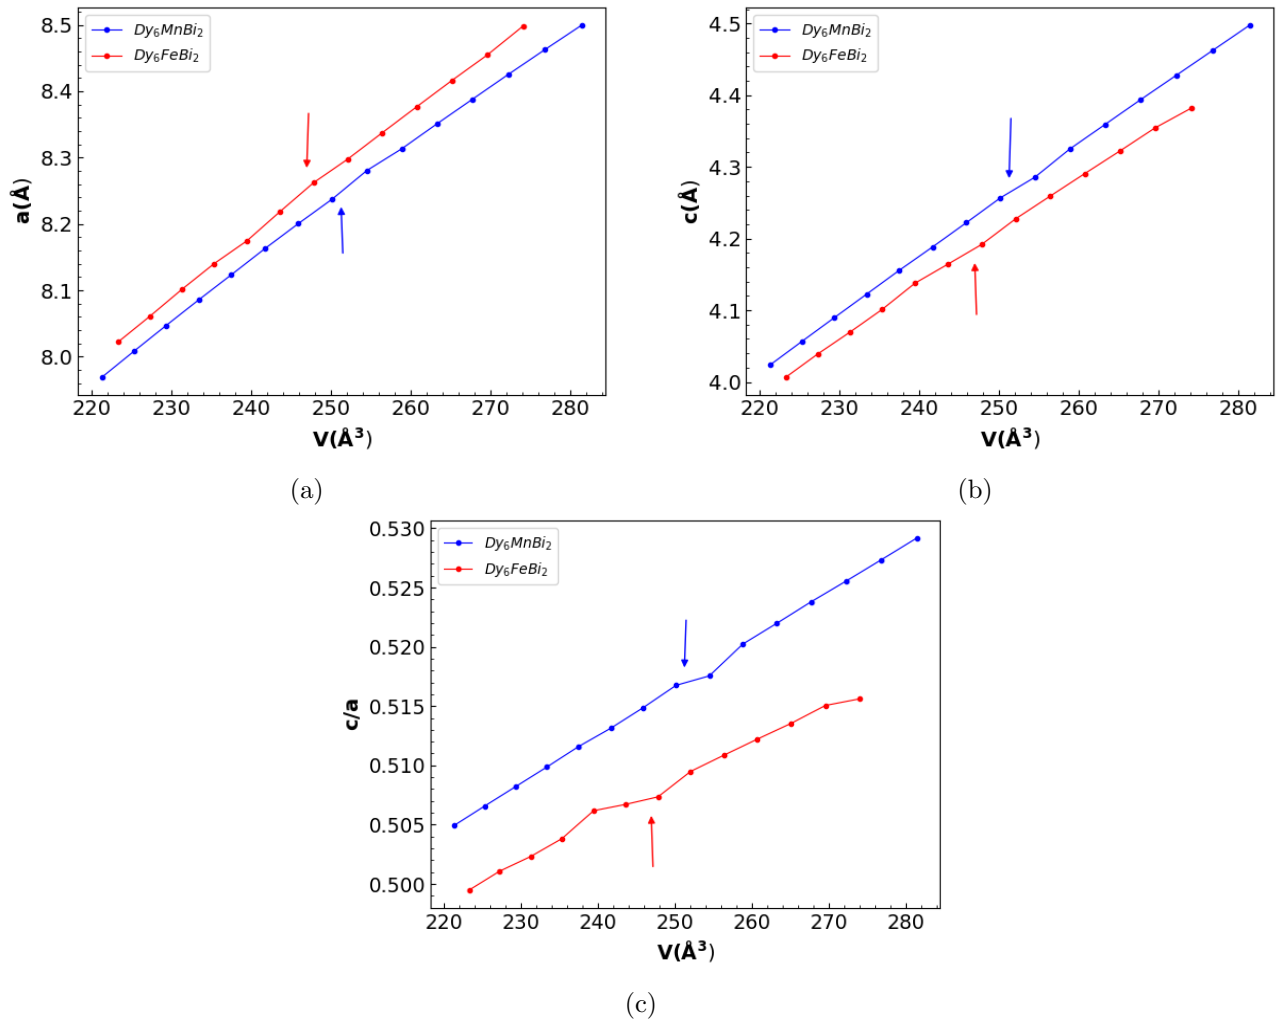 8.5
8.4
8.3
8.2
8.1
8.0
a(Å)
Dy₆MnBi₂
Dy₆FeBi₂
220 230 240 250 260 270 280
V(Å³)
(a)
4.5
4.4
4.3
4.2
4.1
4.0
c(Å)
Dy₆MnBi₂
Dy₆FeBi₂
220 230 240 250 260 270 280
V(Å³)
(b)
0.530
0.525
0.520
0.515
0.510
0.505
0.500
c/a
Dy₆MnBi₂
Dy₆FeBi₂
220 230 240 250 260 270 280
V(Å³)
(c)